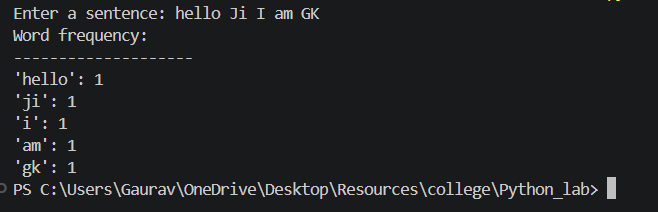 Enter a sentence: hello Ji I am GK
Word frequency:
--------------------
'hello': 1
'ji': 1
'i': 1
'am': 1
'gk': 1
PS C:\Users\Gaurav\OneDrive\Desktop\Resources\college\Python_lab>